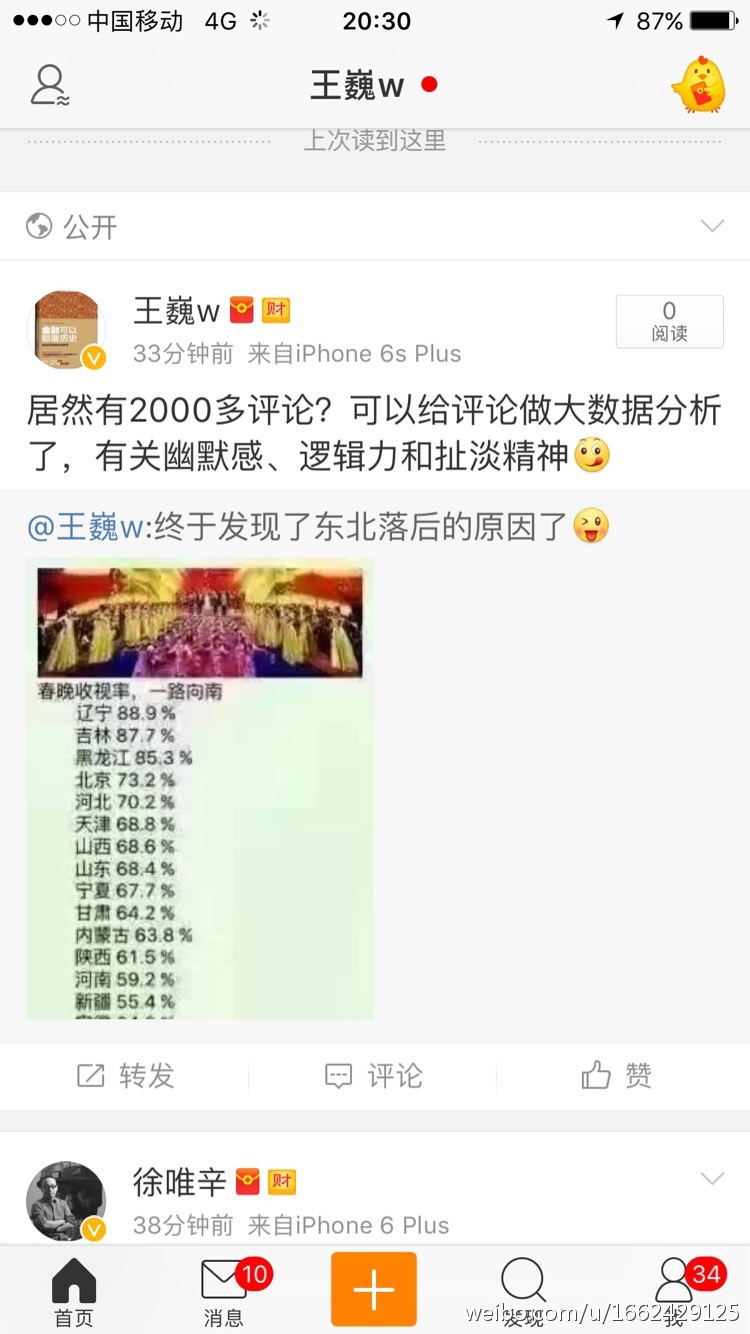 中国移动 4G 20:30 87%
王巍w
上次读到这里
公开
王巍w 财
0
阅读
33分钟前 来自iPhone 6s Plus
居然有2000多评论？可以给评论做大数据分析
了，有关幽默感、逻辑力和扯淡精神
@王巍w:终于发现了东北落后的原因了
春晚收视率，一路向南
辽宁 88.9%
吉林 87.7%
黑龙江 85.3%
北京 73.2%
河北 70.2%
天津 68.8%
山西 68.6%
山东 68.4%
宁夏 67.7%
甘肃 64.2%
内蒙古 63.8%
陕西 61.5%
河南 59.2%
新疆 55.4%
转发 评论 赞
徐唯辛 财
38分钟前 来自iPhone 6 Plus
10 34
首页 消息 发现 我
weibo.com/u/1662429125